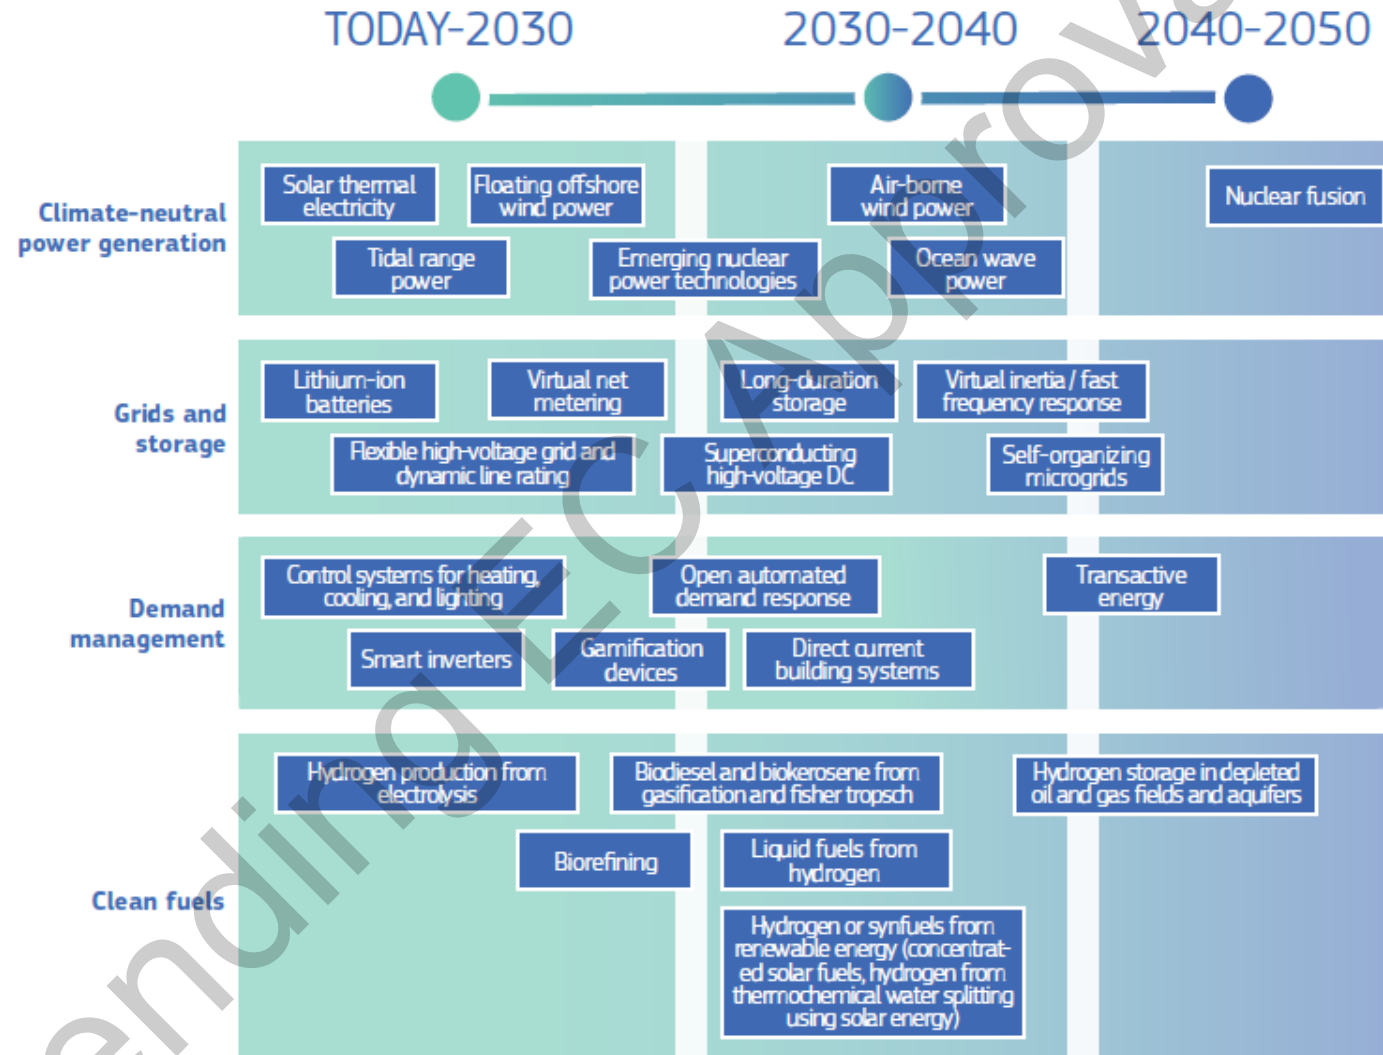 TODAY-2030
2030-2040
2040-2050
Climate-neutral
power generation
Solar thermal
electricity
Floating offshore
wind power
Air-borne
wind power
Nuclear fusion
Tidal range
power
Emerging nuclear
power technologies
Ocean wave
power
Grids and
storage
Lithium-ion
batteries
Virtual net
metering
Long-duration
storage
Virtual inertia / fast
frequency response
Flexible high-voltage grid and
dynamic line rating
Superconducting
high-voltage DC
Self-organizing
microgrids
Demand
management
Control systems for heating,
cooling, and lighting
Open automated
demand response
Transactive
energy
Smart inverters
Gamification
devices
Direct current
building systems
Clean fuels
Hydrogen production from
electrolysis
Biodiesel and biokerosene from
gasification and fisher tropsch
Hydrogen storage in depleted
oil and gas fields and aquifers
Biorefining
Liquid fuels from
hydrogen
Hydrogen or synfuels from
renewable energy (concentrat-
ed solar fuels, hydrogen from
thermochemical water splitting
using solar energy)
ending EC Approva